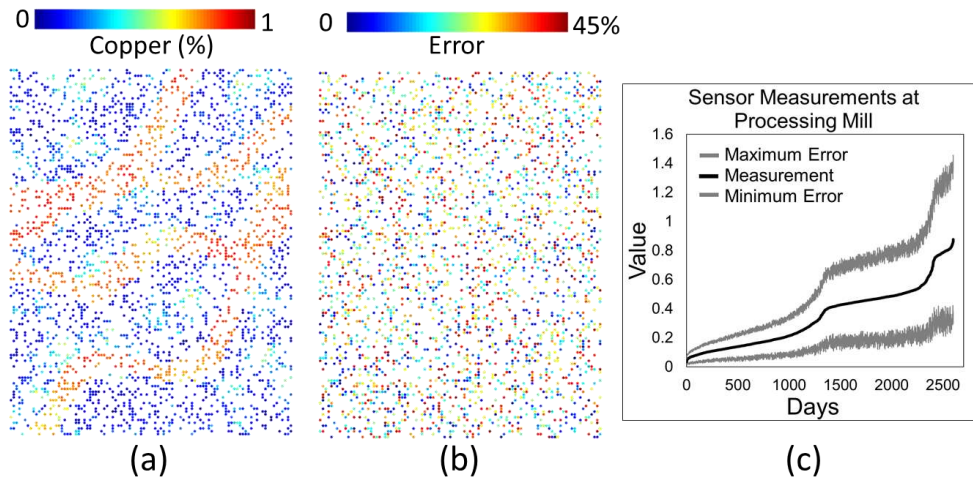 0
1
Copper (%)
0
45%
Error
Sensor Measurements at
Processing Mill
1.6
1.4
1.2
1
0.8
0.6
0.4
0.2
0
Value
Maximum Error
Measurement
Minimum Error
0 500 1000 1500 2000 2500
Days
(a)
(b)
(c)